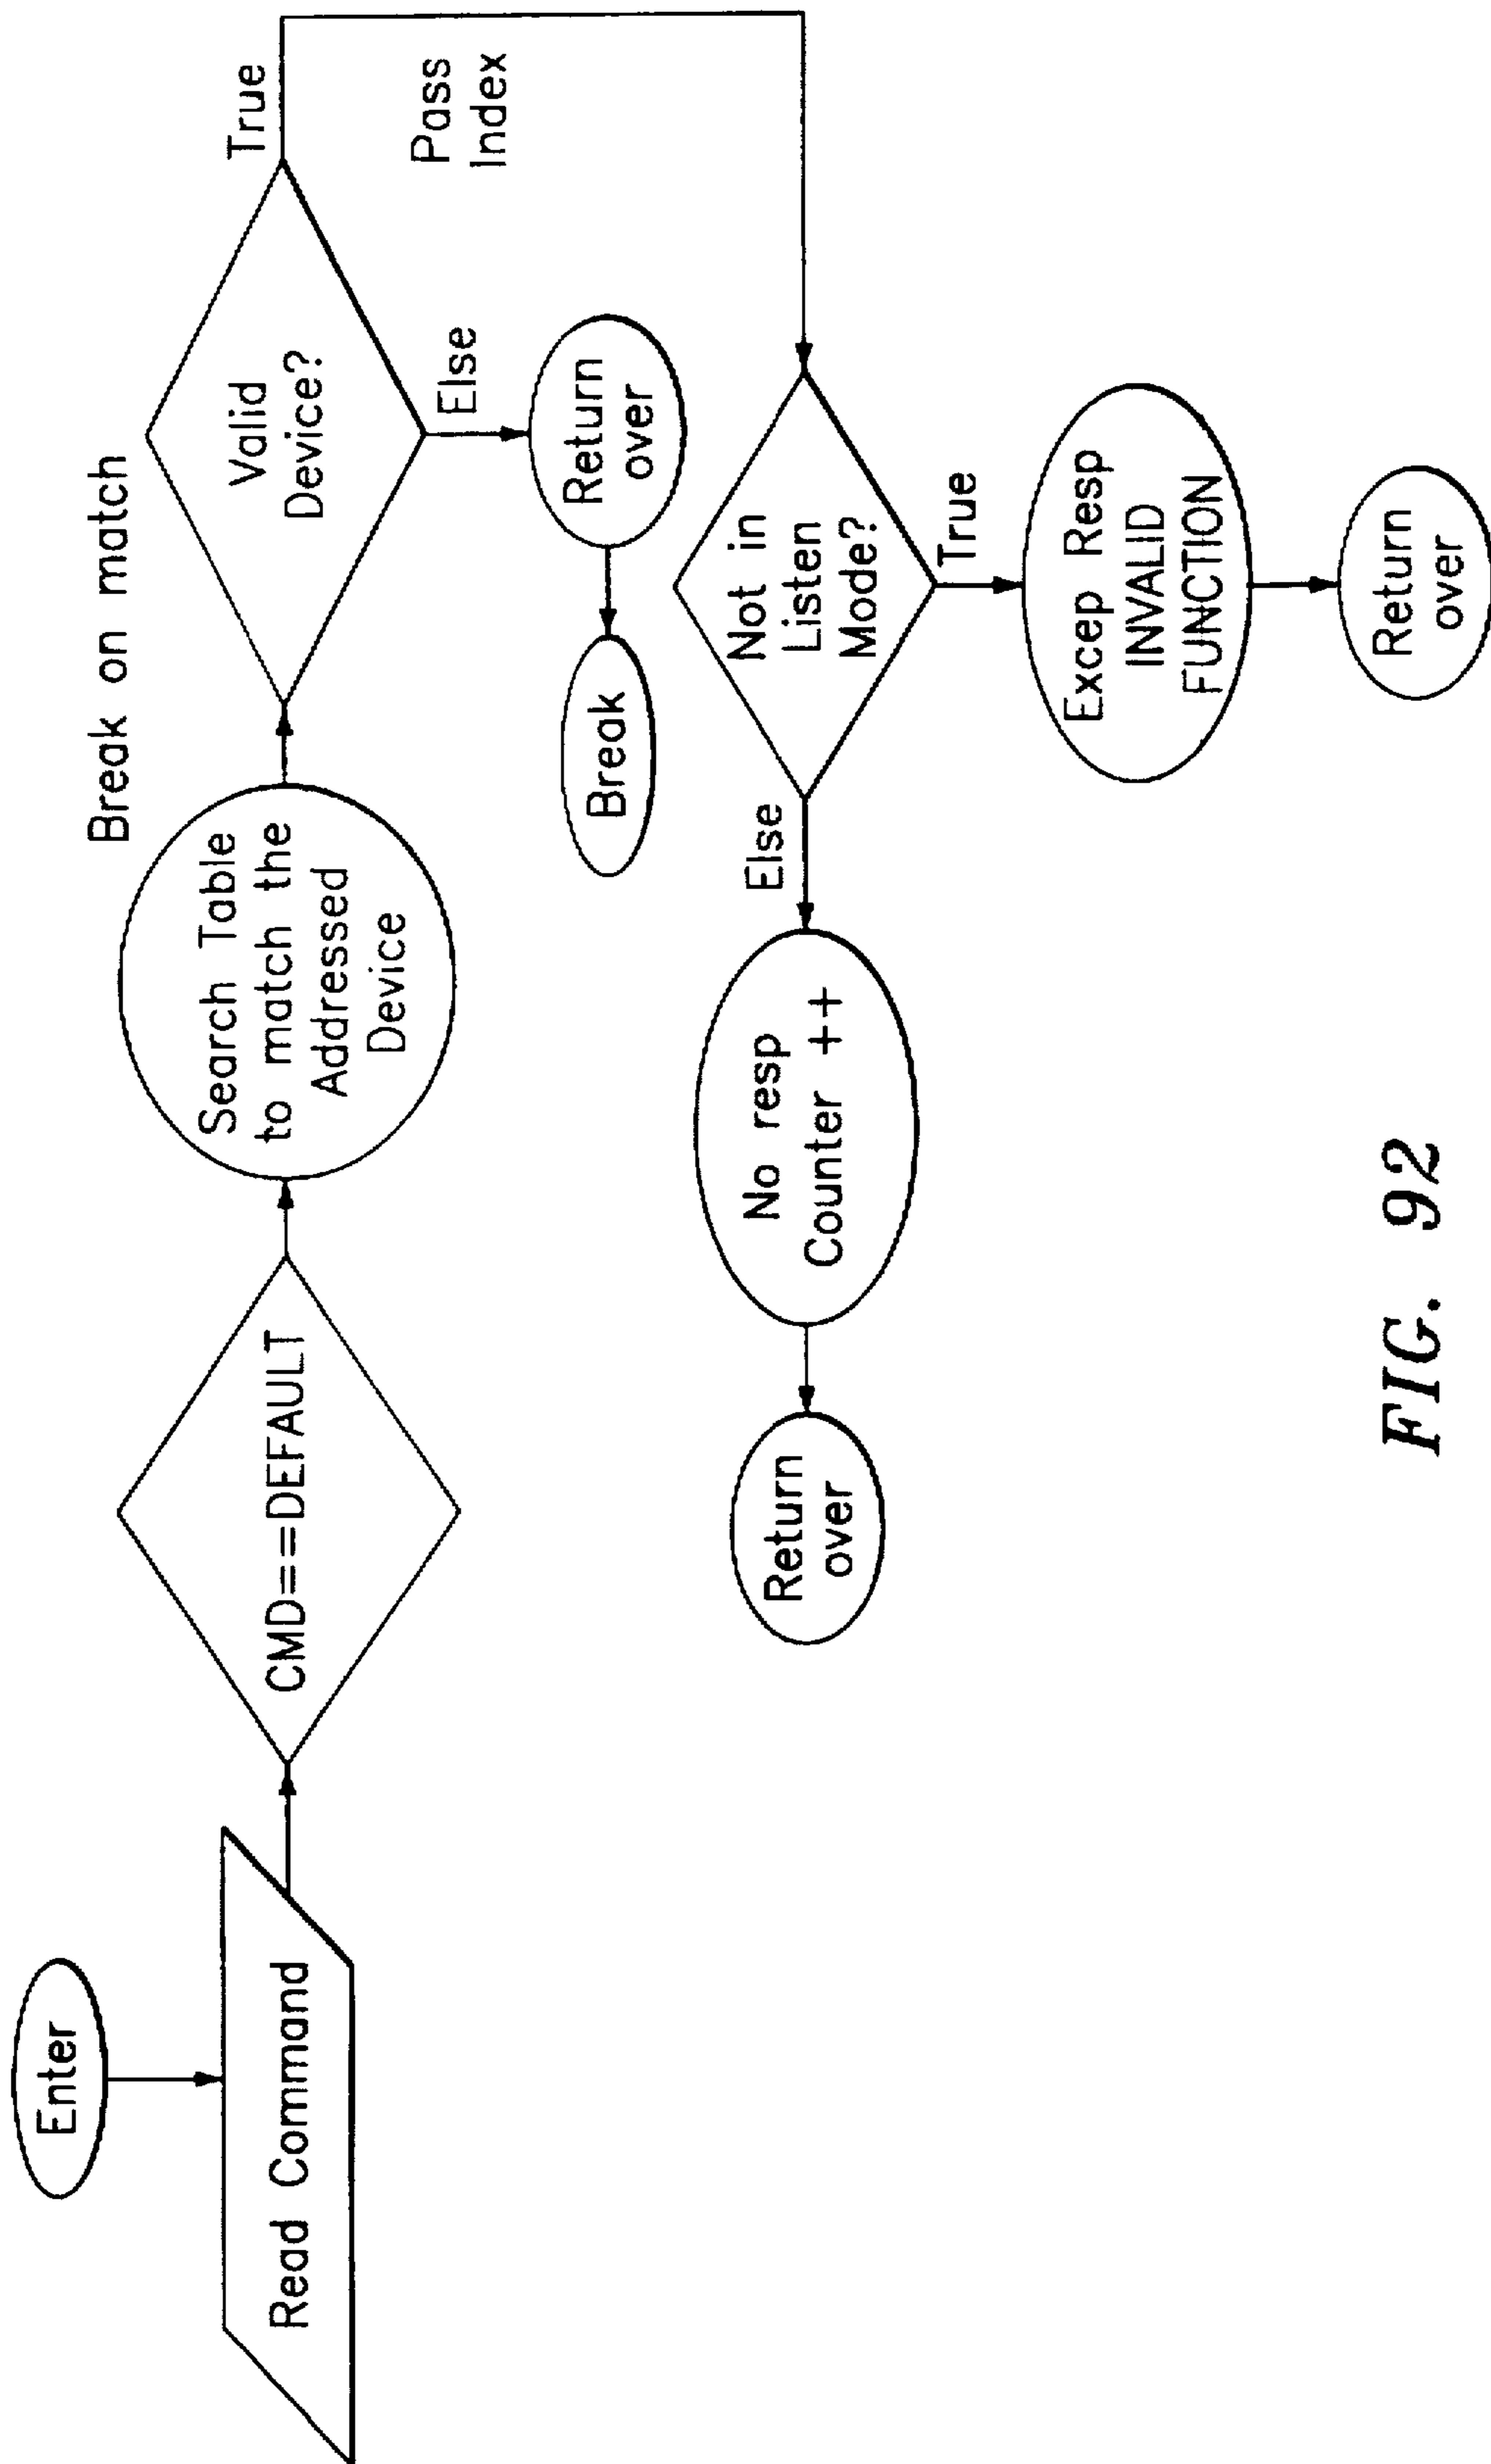 Enter
Read Command
CMD==DEFAULT
Search Table
to match the
Addressed
Device
Break on match
Valid
Device?
True
Pass
Index
Else
Return
over
Break
Not in
Listen
Mode?
True
Excep Resp
INVALID
FUNCTION
Return
over
Else
No resp
Counter ++
Return
over
FIG. 92